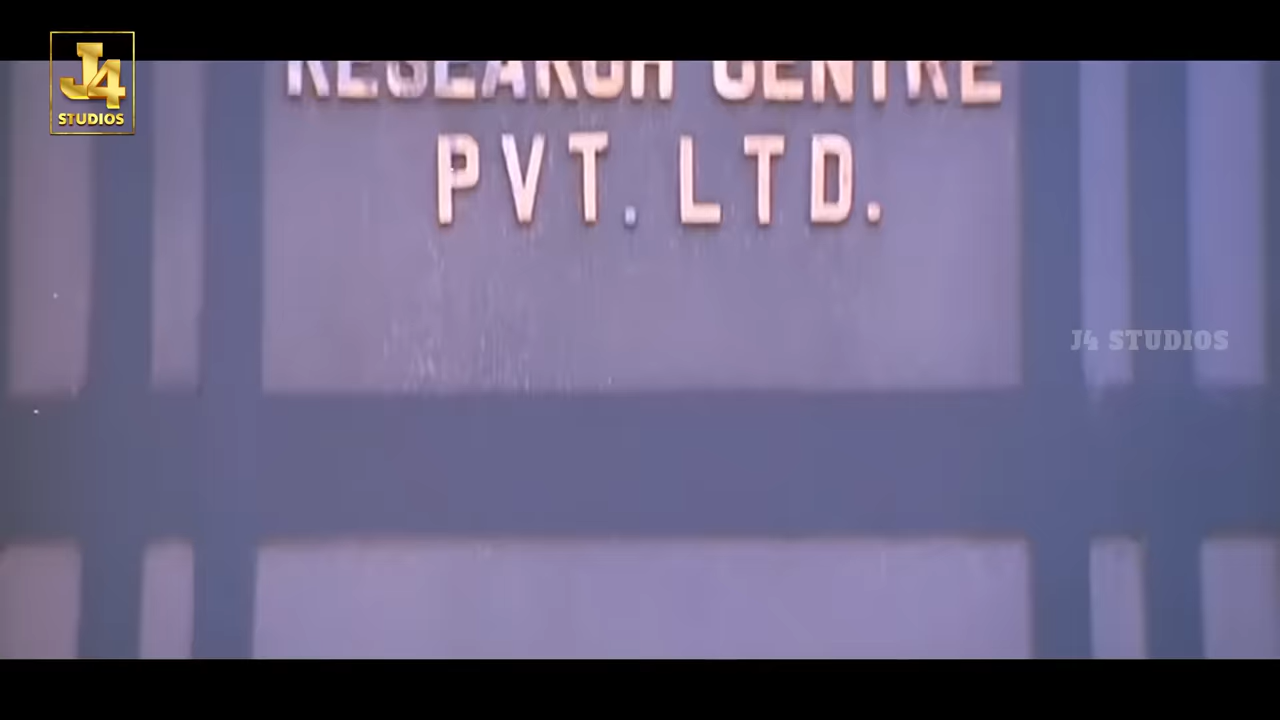 J4
STUDIOS
RESEARCH CENTRE
PVT. LTD.
J4 STUDIOS